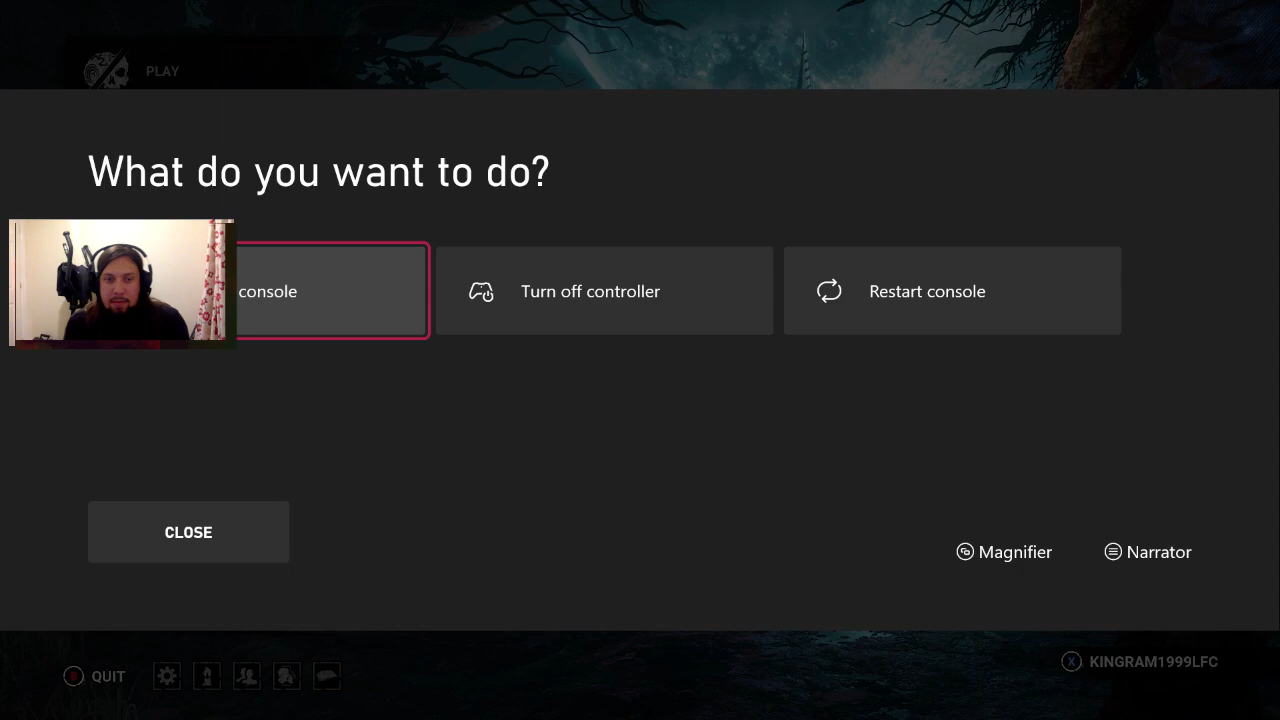 PLAY
What do you want to do?
console
Turn off controller
Restart console
CLOSE
Magnifier
Narrator
QUIT
X KINGRAM1999LFC